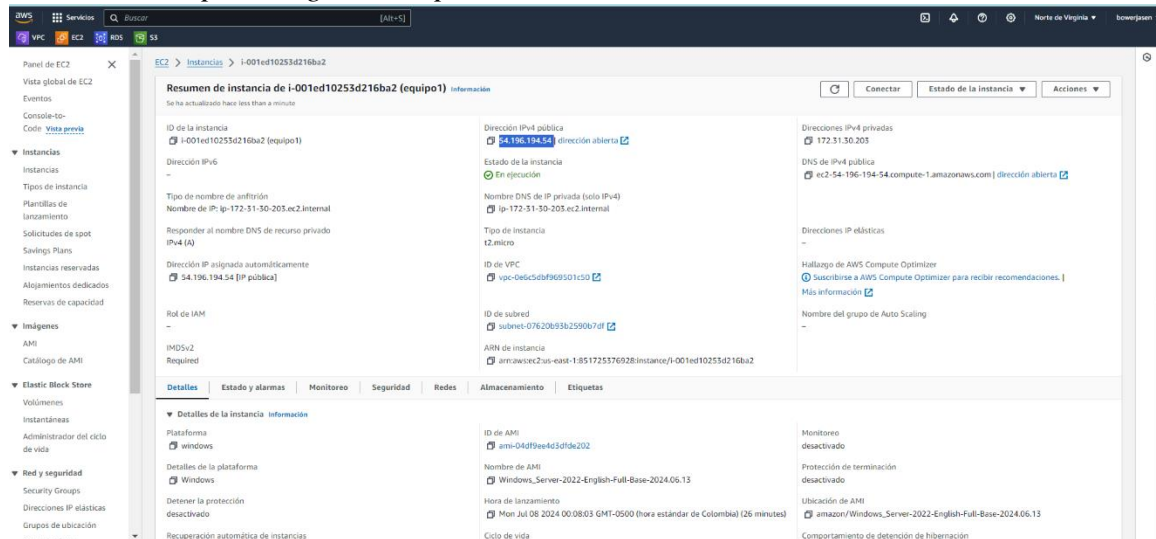 aws Servicios Buscar [Alt+S] Norte de Virginia bowerjasen
VPC EC2 RDS S3
Panel de EC2
Vista global de EC2
Eventos
Console-to-
Code Vista previa
Instancias
Instancias
Tipos de instancia
Plantillas de
lanzamiento
Solicitudes de spot
Savings Plans
Instancias reservadas
Alojamientos dedicados
Reservas de capacidad
Imágenes
AMI
Catálogo de AMI
Elastic Block Store
Volúmenes
Instantáneas
Administrador del ciclo
de vida
Red y seguridad
Security Groups
Direcciones IP elásticas
Grupos de ubicación
EC2 > Instancias > i-001ed10253d216ba2
Resumen de instancia de i-001ed10253d216ba2 (equipo1) Información
Conectar Estado de la instancia Acciones
Se ha actualizado hace less than a minute
ID de la instancia
i-001ed10253d216ba2 (equipo1)
Dirección IPv4 pública
54.196.194.54 | dirección abierta
Direcciones IPv4 privadas
172.31.30.203
Dirección IPv6
–
Estado de la instancia
En ejecución
DNS de IPv4 pública
ec2-54-196-194-54.compute-1.amazonaws.com | dirección abierta
Tipo de nombre de anfitrión
Nombre de IP: ip-172-31-30-203.ec2.internal
Nombre DNS de IP privada (solo IPv4)
ip-172-31-30-203.ec2.internal
Responder al nombre DNS de recurso privado
IPv4 (A)
Tipo de instancia
t2.micro
Direcciones IP elásticas
–
Dirección IP asignada automáticamente
54.196.194.54 [IP pública]
ID de VPC
vpc-0e6c5dbf969501c50
Hallazgo de AWS Compute Optimizer
Suscribirse a AWS Compute Optimizer para recibir recomendaciones. |
Más información
Rol de IAM
–
ID de subred
subnet-07620b93b2590b7df
Nombre del grupo de Auto Scaling
–
IMDSv2
Required
ARN de instancia
arn:aws:ec2:us-east-1:851725376928:instance/i-001ed10253d216ba2
Detalles Estado y alarmas Monitoreo Seguridad Redes Almacenamiento Etiquetas
Detalles de la instancia Información
Plataforma
windows
ID de AMI
ami-04df9ee4d3dfde202
Monitoreo
desactivado
Detalles de la plataforma
Windows
Nombre de AMI
Windows_Server-2022-English-Full-Base-2024.06.13
Protección de terminación
desactivado
Detener la protección
desactivado
Hora de lanzamiento
Mon Jul 08 2024 00:08:03 GMT-0500 (hora estándar de Colombia) (26 minutes)
Ubicación de AMI
amazon/Windows_Server-2022-English-Full-Base-2024.06.13
Recuperación automática de instancias
Ciclo de vida
Comportamiento de detención de hibernación